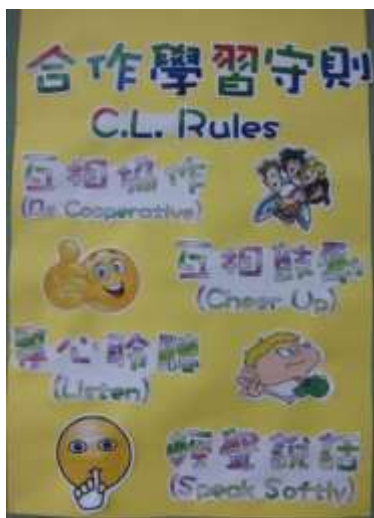 合作學習守則
C.L. Rules
互相協作
(Be Cooperative)
互相鼓勵
(Cheer Up)
專心聆聽
(Listen)
輕聲說話
(Speak Softly)